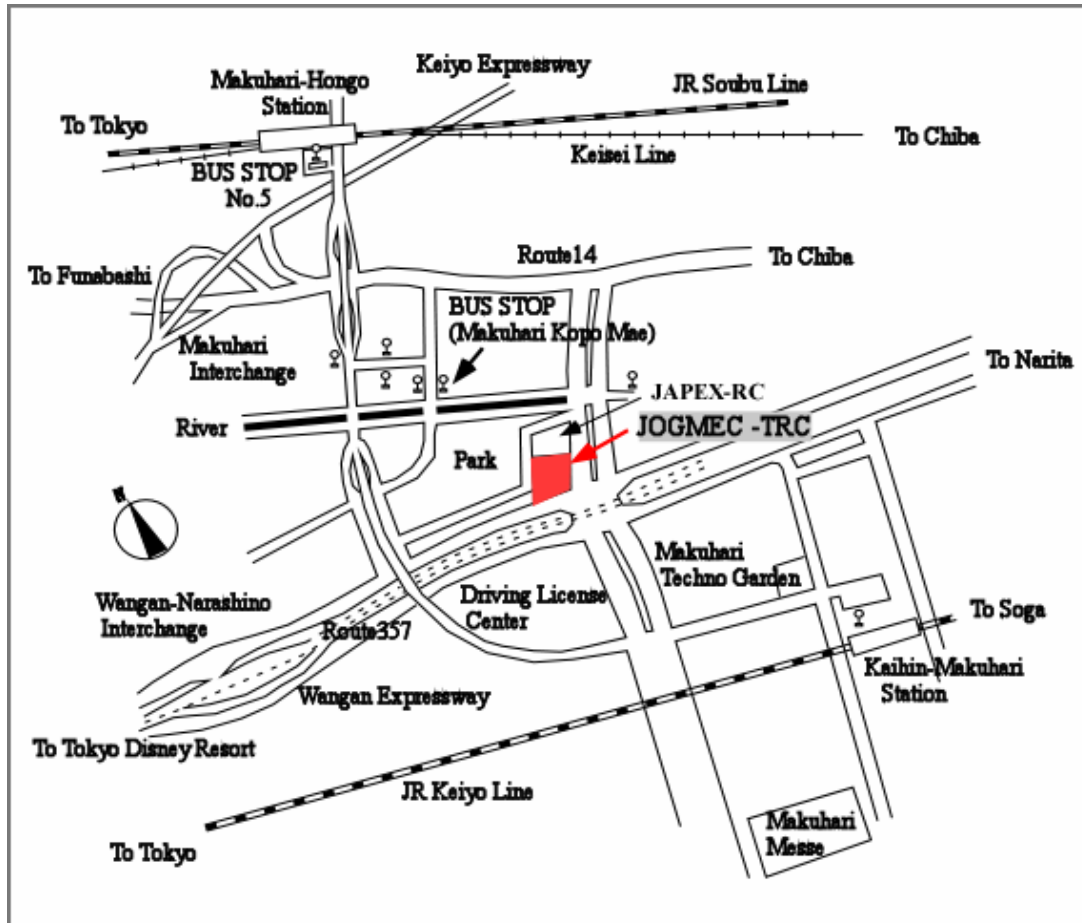 Keiyo Expressway
Makuhari-Hongo
Station
JR Soubu Line
To Tokyo
To Chiba
Keisei Line
BUS STOP
No.5
Route14
To Chiba
To Funabashi
BUS STOP
(Makuhari Kopo Mae)
Makuhari
Interchange
To Narita
JAPEX-RC
River
JOGMEC -TRC
Park
Makuhari
Techno Garden
Wangan-Narashino
Interchange
Driving License
Center
To Soga
Route357
Kaihin-Makuhari
Station
Wangan Expressway
To Tokyo Disney Resort
JR Keiyo Line
Makuhari
Messe
To Tokyo